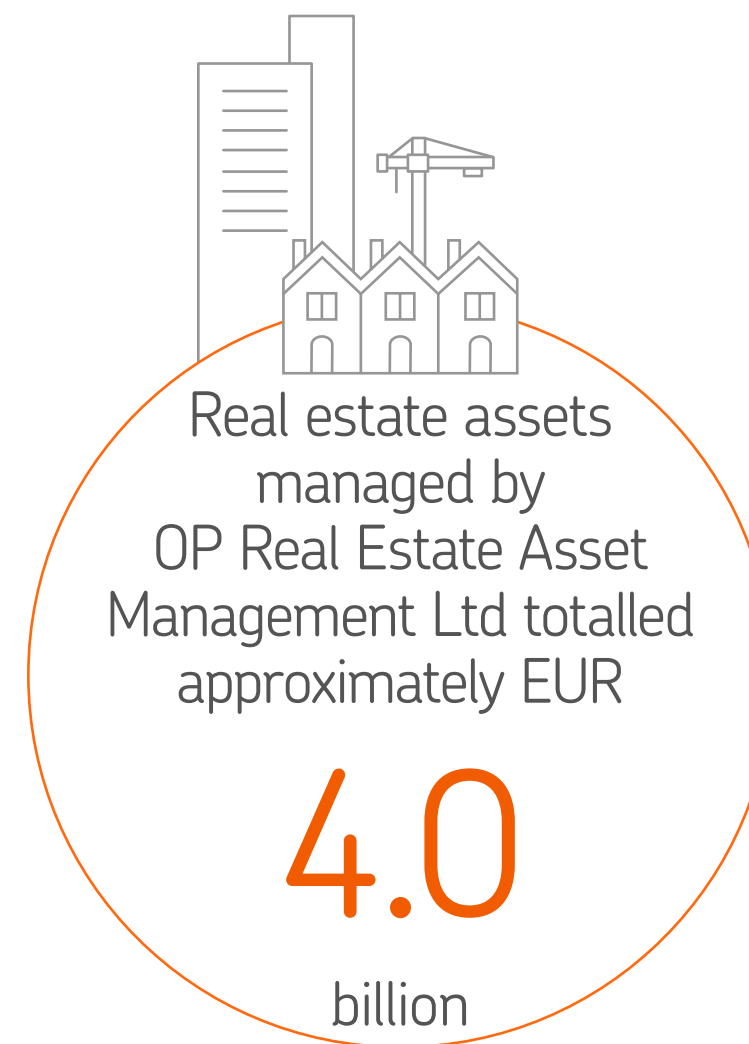 Real estate assets
managed by
OP Real Estate Asset
Management Ltd totalled
approximately EUR
4.0
billion